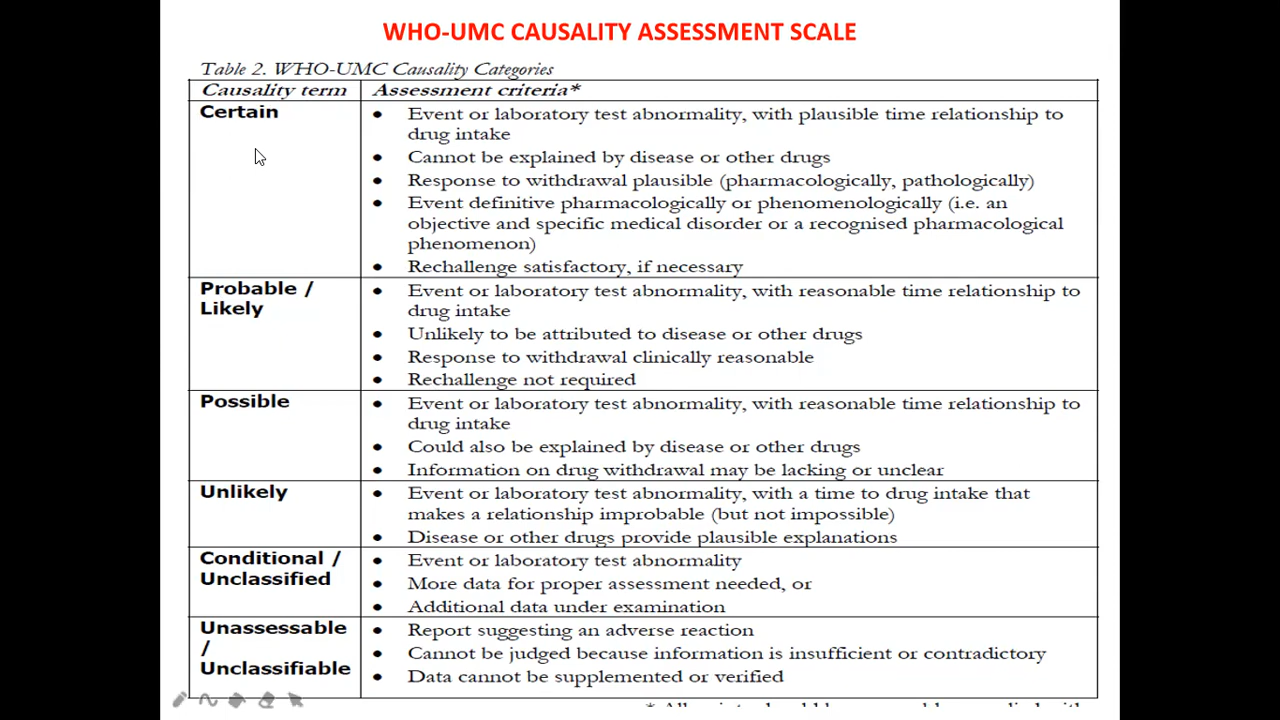 WHO-UMC CAUSALITY ASSESSMENT SCALE
Table 2. WHO-UMC Causality Categories
Causality term Assessment criteria*
Certain
• Event or laboratory test abnormality, with plausible time relationship to
drug intake
• Cannot be explained by disease or other drugs
• Response to withdrawal plausible (pharmacologically, pathologically)
• Event definitive pharmacologically or phenomenologically (i.e. an
objective and specific medical disorder or a recognised pharmacological
phenomenon)
• Rechallenge satisfactory, if necessary
Probable /
Likely
• Event or laboratory test abnormality, with reasonable time relationship to
drug intake
• Unlikely to be attributed to disease or other drugs
• Response to withdrawal clinically reasonable
• Rechallenge not required
Possible
• Event or laboratory test abnormality, with reasonable time relationship to
drug intake
• Could also be explained by disease or other drugs
• Information on drug withdrawal may be lacking or unclear
Unlikely
• Event or laboratory test abnormality, with a time to drug intake that
makes a relationship improbable (but not impossible)
• Disease or other drugs provide plausible explanations
Conditional /
Unclassified
• Event or laboratory test abnormality
• More data for proper assessment needed, or
• Additional data under examination
Unassessable
/
Unclassifiable
• Report suggesting an adverse reaction
• Cannot be judged because information is insufficient or contradictory
• Data cannot be supplemented or verified